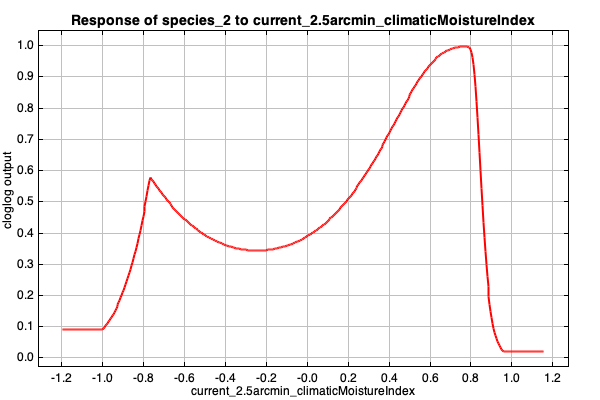 Response of species_2 to current_2.5arcmin_climaticMoistureIndex
1.0
0.9
0.8
0.7
0.6
0.5
0.4
0.3
0.2
0.1
0.0
cloglog output
-1.2 -1.0 -0.8 -0.6 -0.4 -0.2 -0.0 0.2 0.4 0.6 0.8 1.0 1.2
current_2.5arcmin_climaticMoistureIndex